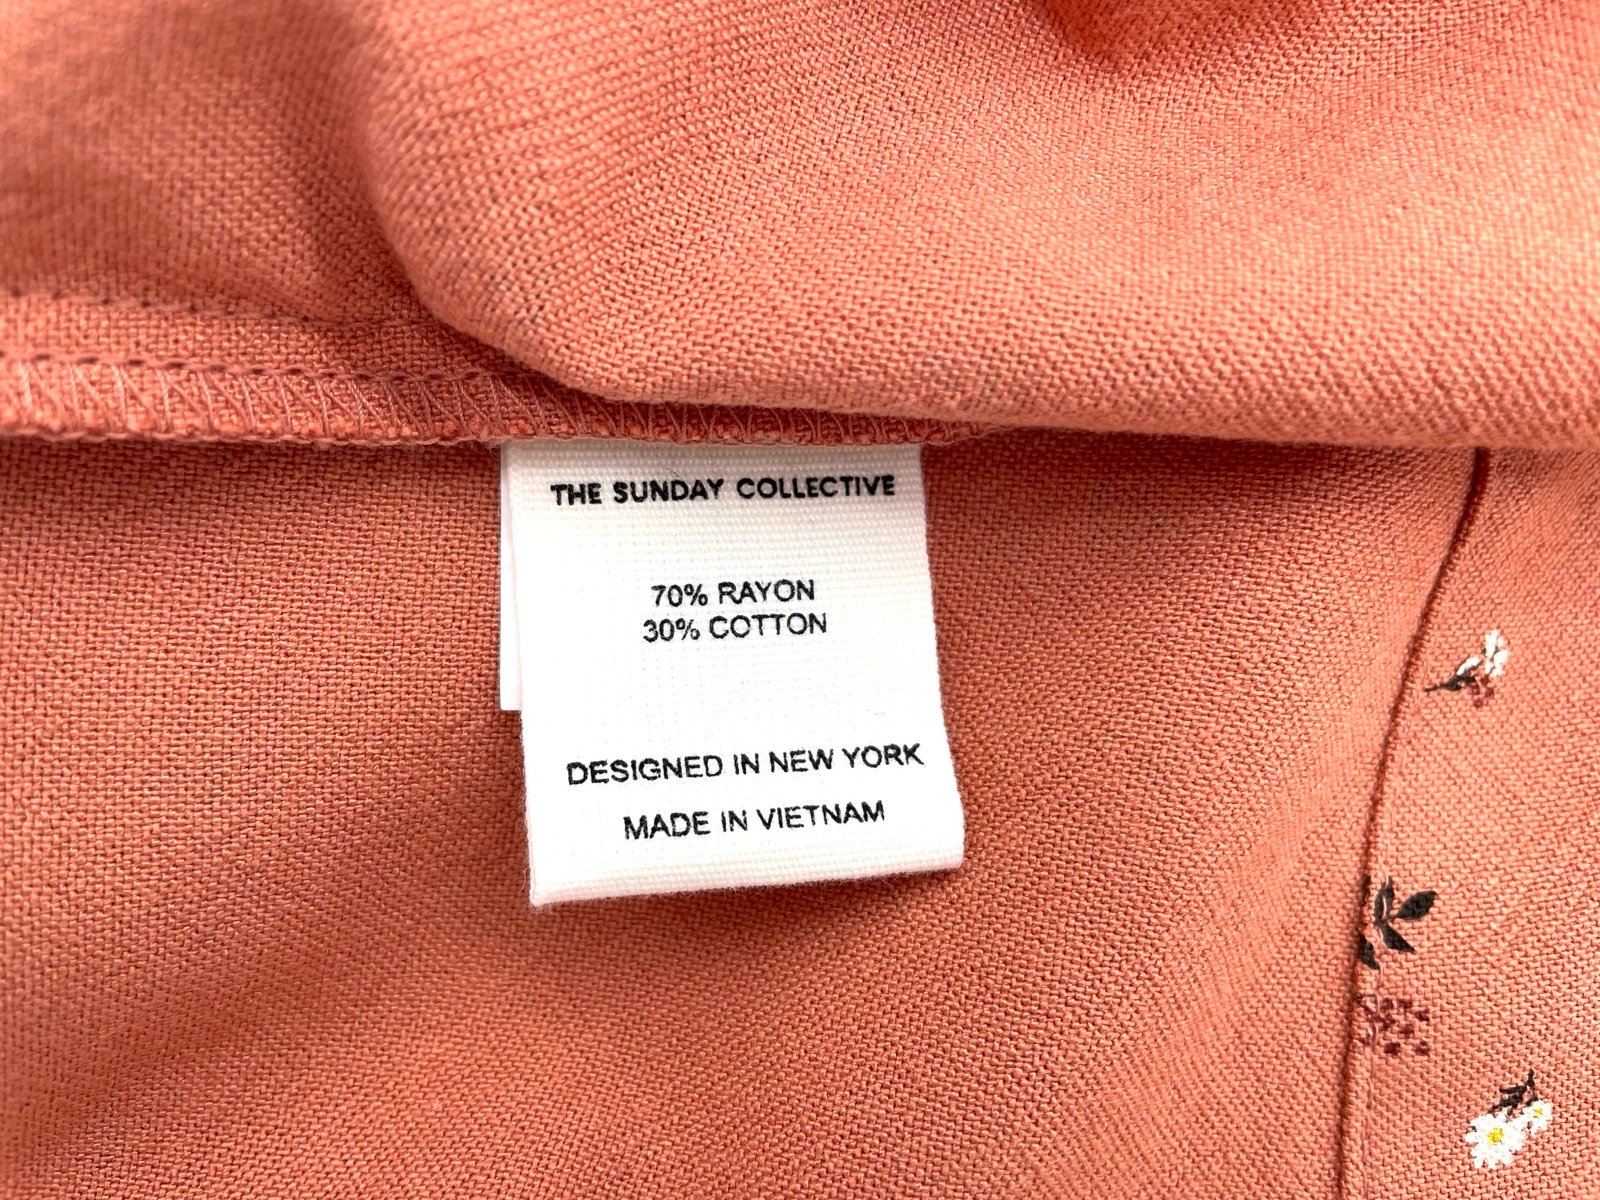 THE SUNDAY COLLECTIVE
70% RAYON
30% COTTON
DESIGNED IN NEW YORK
MADE IN VIETNAM